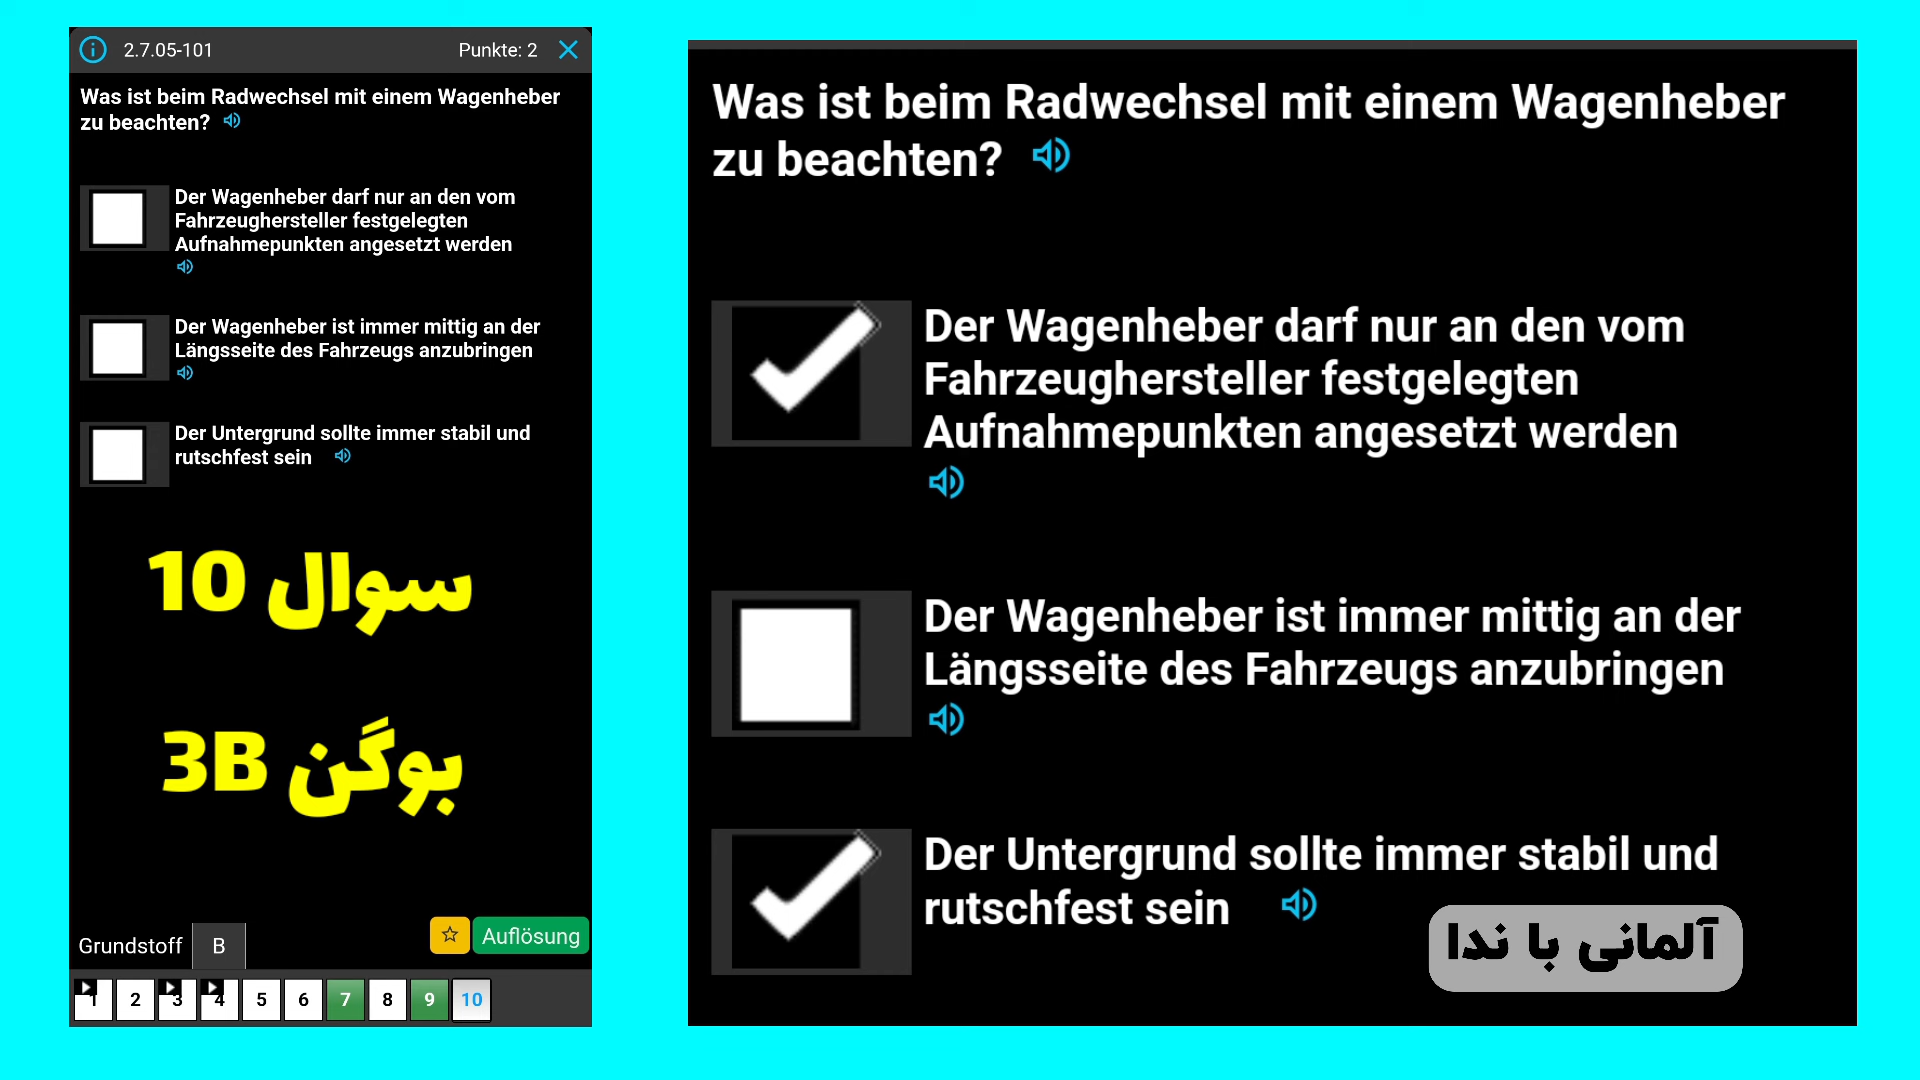 2.7.05-101
Punkte: 2
Was ist beim Radwechsel mit einem Wagenheber
zu beachten?
Der Wagenheber darf nur an den vom
Fahrzeughersteller festgelegten
Aufnahmepunkten angesetzt werden
Der Wagenheber ist immer mittig an der
Längsseite des Fahrzeugs anzubringen
Der Untergrund sollte immer stabil und
rutschfest sein
سوال 10
بوگن 3B
Grundstoff B
Auflösung
1 2 3 4 5 6 7 8 9 10
Was ist beim Radwechsel mit einem Wagenheber
zu beachten?
Der Wagenheber darf nur an den vom
Fahrzeughersteller festgelegten
Aufnahmepunkten angesetzt werden
Der Wagenheber ist immer mittig an der
Längsseite des Fahrzeugs anzubringen
Der Untergrund sollte immer stabil und
rutschfest sein
آلمانی با ندا